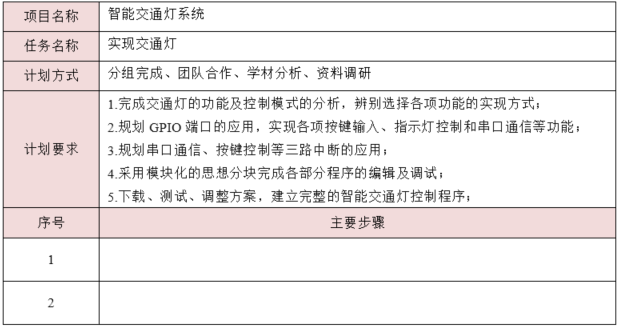 项目名称 智能交通灯系统
任务名称 实现交通灯
计划方式 分组完成、团队合作、学材分析、资料调研
计划要求
1.完成交通灯的功能及控制模式的分析，辨别选择各项功能的实现方式；
2.规划 GPIO 端口的应用，实现各项按键输入、指示灯控制和串口通信等功能；
3.规划串口通信、按键控制等三路中断的应用；
4.采用模块化的思想分块完成各部分程序的编辑及调试；
5.下载、测试、调整方案，建立完整的智能交通灯控制程序；
序号 主要步骤
1
2